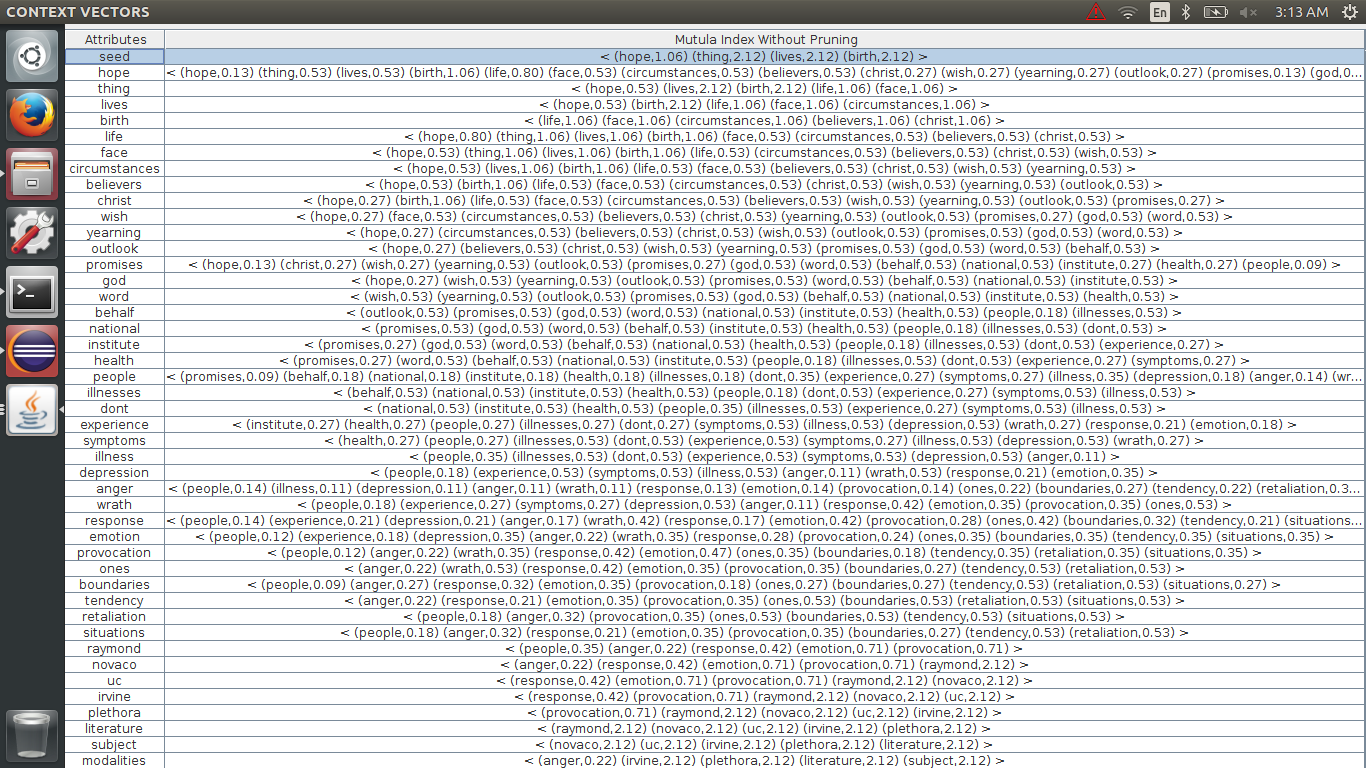 CONTEXT VECTORS En 3:13 AM
Attributes Mutula Index Without Pruning
seed < (hope,1.06) (thing,2.12) (lives,2.12) (birth,2.12) >
hope < (hope,0.13) (thing,0.53) (lives,0.53) (birth,1.06) (life,0.80) (face,0.53) (circumstances,0.53) (believers,0.53) (christ,0.27) (wish,0.27) (yearning,0.27) (outlook,0.27) (promises,0.13) (god,0...
thing < (hope,0.53) (lives,2.12) (birth,2.12) (life,1.06) (face,1.06) >
lives < (hope,0.53) (birth,2.12) (life,1.06) (face,1.06) (circumstances,1.06) >
birth < (life,1.06) (face,1.06) (circumstances,1.06) (believers,1.06) (christ,1.06) >
life < (hope,0.80) (thing,1.06) (lives,1.06) (birth,1.06) (face,0.53) (circumstances,0.53) (believers,0.53) (christ,0.53) >
face < (hope,0.53) (thing,1.06) (lives,1.06) (birth,1.06) (life,0.53) (circumstances,0.53) (believers,0.53) (christ,0.53) (wish,0.53) >
circumstances < (hope,0.53) (lives,1.06) (birth,1.06) (life,0.53) (face,0.53) (believers,0.53) (christ,0.53) (wish,0.53) (yearning,0.53) >
believers < (hope,0.53) (birth,1.06) (life,0.53) (face,0.53) (circumstances,0.53) (christ,0.53) (wish,0.53) (yearning,0.53) (outlook,0.53) >
christ < (hope,0.27) (birth,1.06) (life,0.53) (face,0.53) (circumstances,0.53) (believers,0.53) (wish,0.53) (yearning,0.53) (outlook,0.53) (promises,0.27) >
wish < (hope,0.27) (face,0.53) (circumstances,0.53) (believers,0.53) (christ,0.53) (yearning,0.53) (outlook,0.53) (promises,0.27) (god,0.53) (word,0.53) >
yearning < (hope,0.27) (circumstances,0.53) (believers,0.53) (christ,0.53) (wish,0.53) (outlook,0.53) (promises,0.53) (god,0.53) (word,0.53) >
outlook < (hope,0.27) (believers,0.53) (christ,0.53) (wish,0.53) (yearning,0.53) (promises,0.53) (god,0.53) (word,0.53) (behalf,0.53) >
promises < (hope,0.13) (christ,0.27) (wish,0.27) (yearning,0.53) (outlook,0.53) (promises,0.27) (god,0.53) (word,0.53) (behalf,0.53) (national,0.53) (institute,0.27) (health,0.27) (people,0.09) >
god < (hope,0.27) (wish,0.53) (yearning,0.53) (outlook,0.53) (promises,0.53) (word,0.53) (behalf,0.53) (national,0.53) (institute,0.53) >
word < (wish,0.53) (yearning,0.53) (outlook,0.53) (promises,0.53) (god,0.53) (behalf,0.53) (national,0.53) (institute,0.53) (health,0.53) >
behalf < (outlook,0.53) (promises,0.53) (god,0.53) (word,0.53) (national,0.53) (institute,0.53) (health,0.53) (people,0.18) (illnesses,0.53) >
national < (promises,0.53) (god,0.53) (word,0.53) (behalf,0.53) (institute,0.53) (health,0.53) (people,0.18) (illnesses,0.53) (dont,0.53) >
institute < (promises,0.27) (god,0.53) (word,0.53) (behalf,0.53) (national,0.53) (health,0.53) (people,0.18) (illnesses,0.53) (dont,0.53) (experience,0.27) >
health < (promises,0.27) (word,0.53) (behalf,0.53) (national,0.53) (institute,0.53) (people,0.18) (illnesses,0.53) (dont,0.53) (experience,0.27) (symptoms,0.27) >
people < (promises,0.09) (behalf,0.18) (national,0.18) (institute,0.18) (health,0.18) (illnesses,0.18) (dont,0.35) (experience,0.27) (symptoms,0.27) (illness,0.35) (depression,0.18) (anger,0.14) (wr...
illnesses < (behalf,0.53) (national,0.53) (institute,0.53) (health,0.53) (people,0.18) (dont,0.53) (experience,0.27) (symptoms,0.53) (illness,0.53) >
dont < (national,0.53) (institute,0.53) (health,0.53) (people,0.35) (illnesses,0.53) (experience,0.27) (symptoms,0.53) (illness,0.53) >
experience < (institute,0.27) (health,0.27) (people,0.27) (illnesses,0.27) (dont,0.27) (symptoms,0.53) (illness,0.53) (depression,0.53) (wrath,0.27) (response,0.21) (emotion,0.18) >
symptoms < (health,0.27) (people,0.27) (illnesses,0.53) (dont,0.53) (experience,0.53) (symptoms,0.27) (illness,0.53) (depression,0.53) (wrath,0.27) >
illness < (people,0.35) (illnesses,0.53) (dont,0.53) (experience,0.53) (symptoms,0.53) (depression,0.53) (anger,0.11) >
depression < (people,0.18) (experience,0.53) (symptoms,0.53) (illness,0.53) (anger,0.11) (wrath,0.53) (response,0.21) (emotion,0.35) >
anger < (people,0.14) (illness,0.11) (depression,0.11) (anger,0.11) (wrath,0.11) (response,0.13) (emotion,0.14) (provocation,0.14) (ones,0.22) (boundaries,0.27) (tendency,0.22) (retaliation,0.3...
wrath < (people,0.18) (experience,0.27) (symptoms,0.27) (depression,0.53) (anger,0.11) (response,0.42) (emotion,0.35) (provocation,0.35) (ones,0.53) >
response < (people,0.14) (experience,0.21) (depression,0.21) (anger,0.17) (wrath,0.42) (response,0.17) (emotion,0.42) (provocation,0.28) (ones,0.42) (boundaries,0.32) (tendency,0.21) (situations...
emotion < (people,0.12) (experience,0.18) (depression,0.35) (anger,0.22) (wrath,0.35) (response,0.28) (provocation,0.24) (ones,0.35) (boundaries,0.35) (tendency,0.35) (situations,0.35) >
provocation < (people,0.12) (anger,0.22) (wrath,0.35) (response,0.42) (emotion,0.47) (ones,0.35) (boundaries,0.18) (tendency,0.35) (retaliation,0.35) (situations,0.35) >
ones < (anger,0.22) (wrath,0.53) (response,0.42) (emotion,0.35) (provocation,0.35) (boundaries,0.27) (tendency,0.53) (retaliation,0.53) >
boundaries < (people,0.09) (anger,0.27) (response,0.32) (emotion,0.35) (provocation,0.18) (ones,0.27) (boundaries,0.27) (tendency,0.53) (retaliation,0.53) (situations,0.27) >
tendency < (anger,0.22) (response,0.21) (emotion,0.35) (provocation,0.35) (ones,0.53) (boundaries,0.53) (retaliation,0.53) (situations,0.53) >
retaliation < (people,0.18) (anger,0.32) (provocation,0.35) (ones,0.53) (boundaries,0.53) (tendency,0.53) (situations,0.53) >
situations < (people,0.18) (anger,0.32) (response,0.21) (emotion,0.35) (provocation,0.35) (boundaries,0.27) (tendency,0.53) (retaliation,0.53) >
raymond < (people,0.35) (anger,0.22) (response,0.42) (emotion,0.71) (provocation,0.71) >
novaco < (anger,0.22) (response,0.42) (emotion,0.71) (provocation,0.71) (raymond,2.12) >
uc < (response,0.42) (emotion,0.71) (provocation,0.71) (raymond,2.12) (novaco,2.12) >
irvine < (response,0.42) (provocation,0.71) (raymond,2.12) (novaco,2.12) (uc,2.12) >
plethora < (provocation,0.71) (raymond,2.12) (novaco,2.12) (uc,2.12) (irvine,2.12) >
literature < (raymond,2.12) (novaco,2.12) (uc,2.12) (irvine,2.12) (plethora,2.12) >
subject < (novaco,2.12) (uc,2.12) (irvine,2.12) (plethora,2.12) (literature,2.12) >
modalities < (anger,0.22) (irvine,2.12) (plethora,2.12) (literature,2.12) (subject,2.12) >